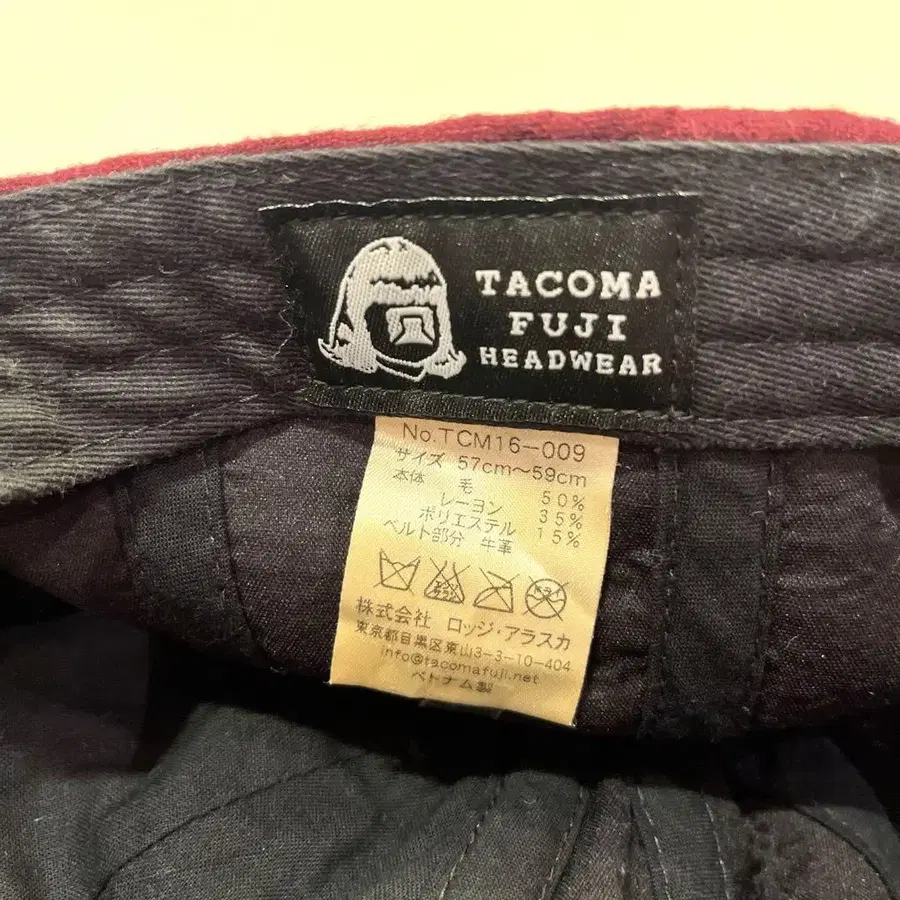 TACOMA
FUJI
HEADWEAR
No.TCM16-009
サイズ 57cm～59cm
本体 毛 50%
レーヨン 35%
ポリエステル 15%
ベルト部分 牛革
株式会社 ロッジ・アラスカ
東京都目黒区東山3-3-10-404
info@tacomafuji.net
ベトナム製